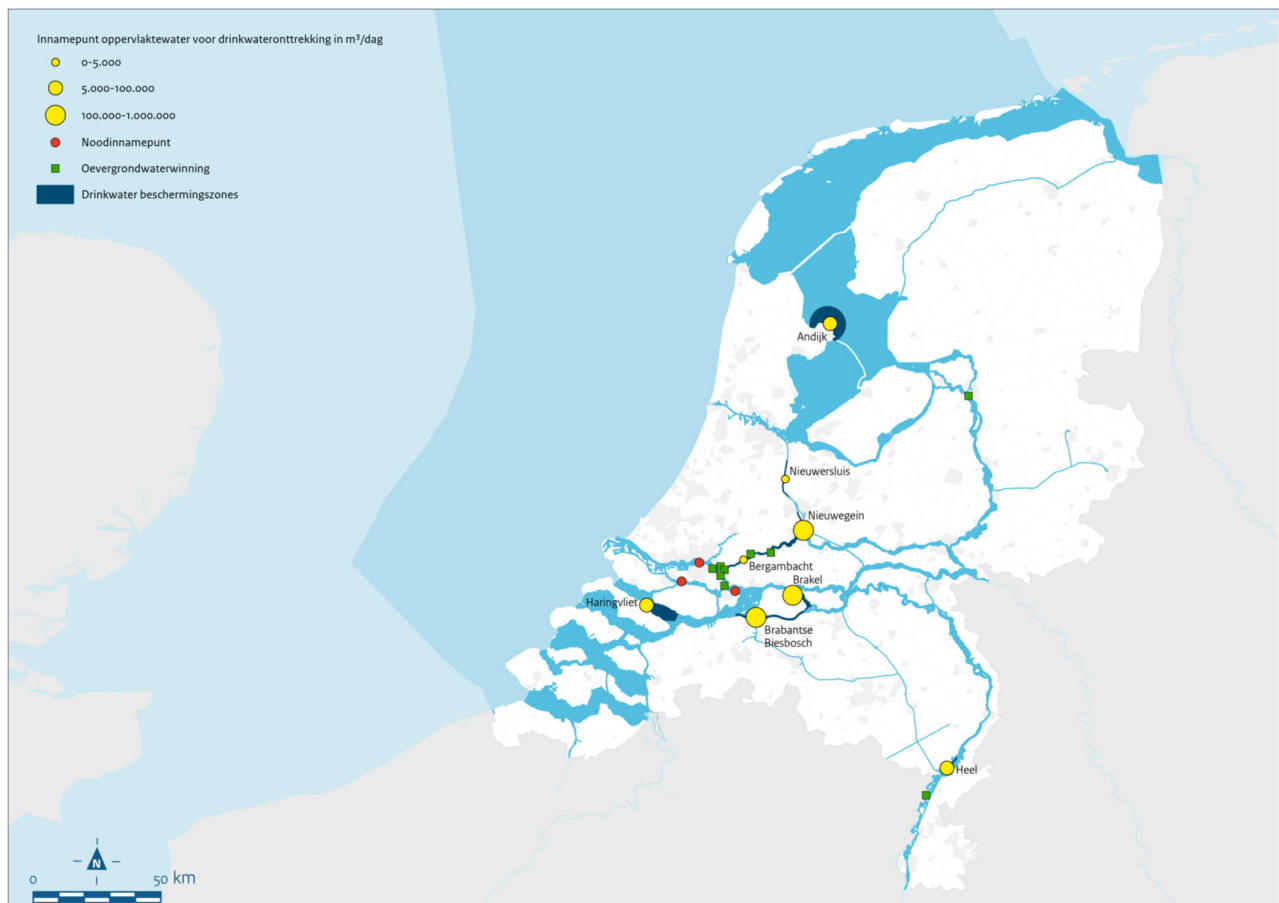 Innamepunt oppervlaktewater voor drinkwateronttrekking in m³/dag
0-5.000
5.000-100.000
100.000-1.000.000
Noodinnamepunt
Oevergrondwaterwinning
Drinkwater beschermingszones
Andijk
Nieuwersluis
Nieuwegein
Bergambacht
Brakel
Haringvliet
Brabantse
Biesbosch
Heel
N
0 50 km